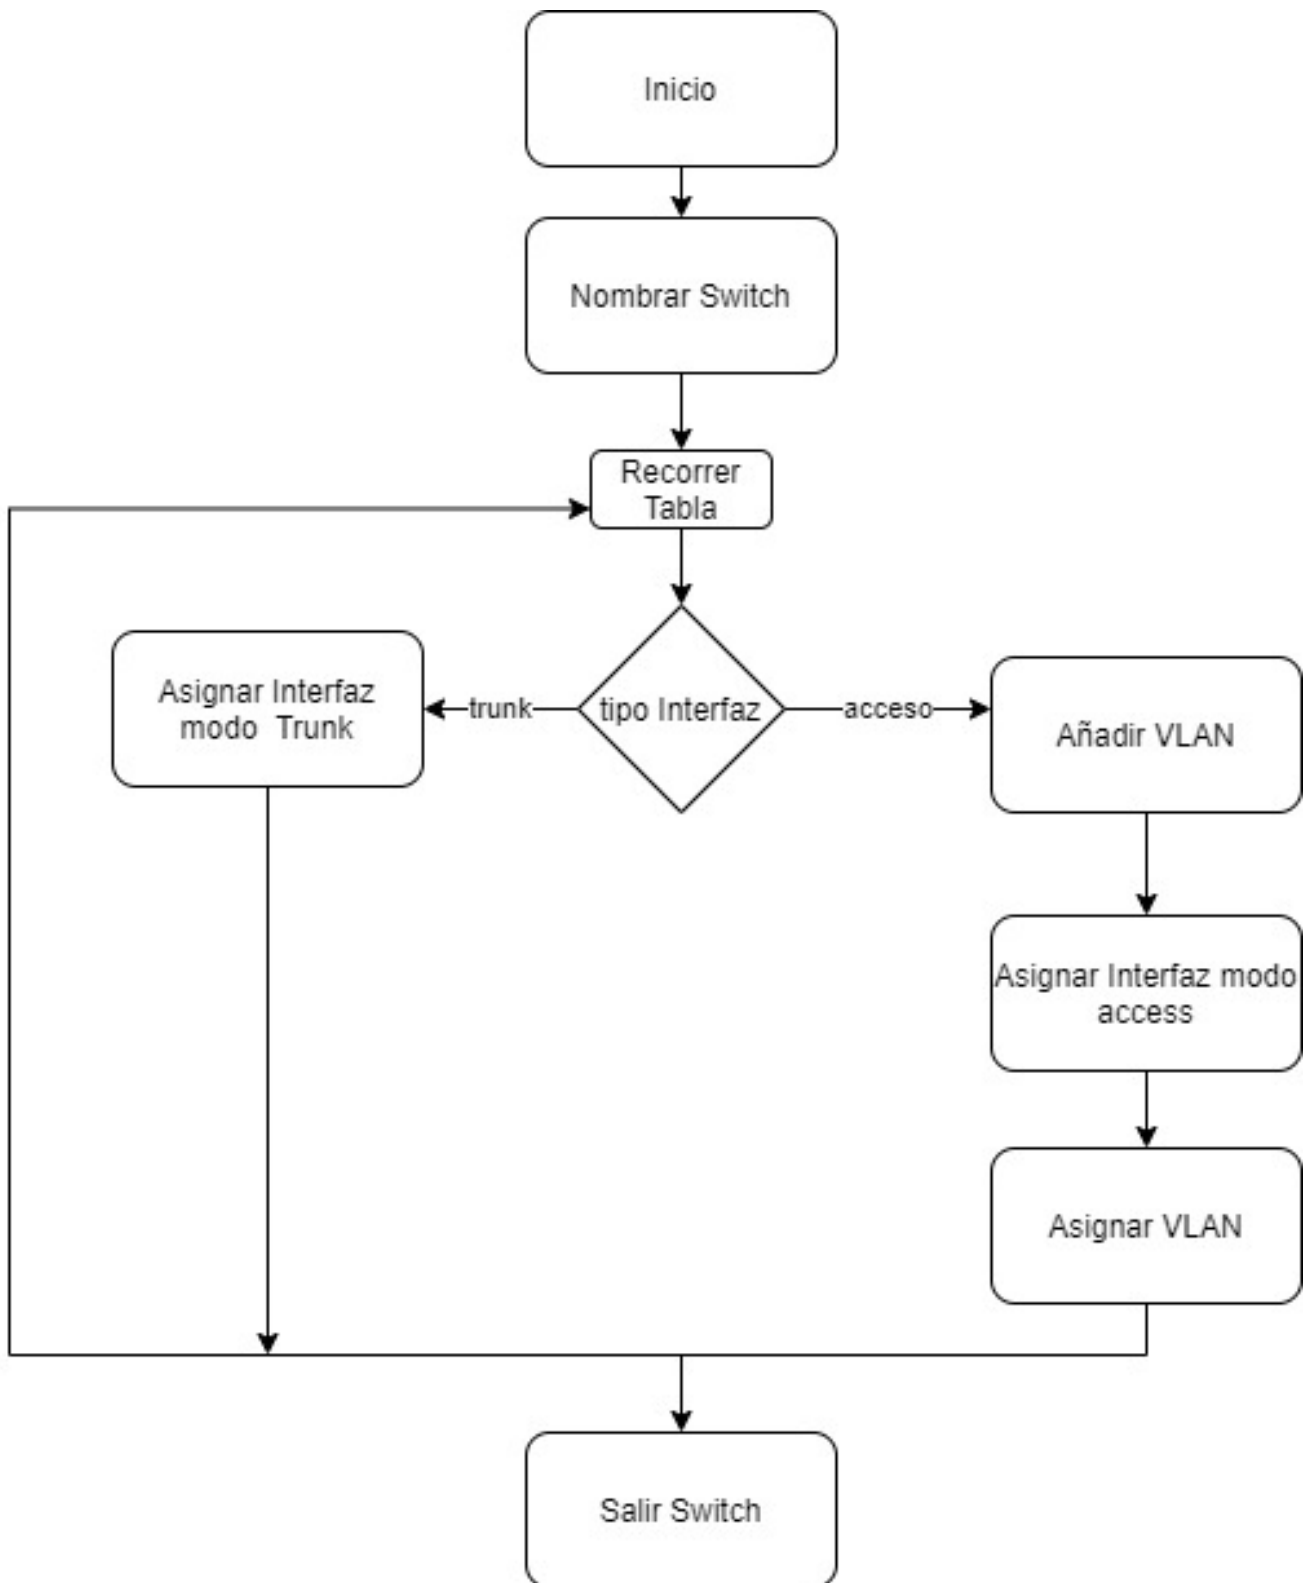 Inicio
Nombrar Switch
Recorrer
Tabla
Asignar Interfaz
modo  Trunk
trunk
tipo Interfaz
acceso
Añadir VLAN
Asignar Interfaz modo
access
Asignar VLAN
Salir Switch